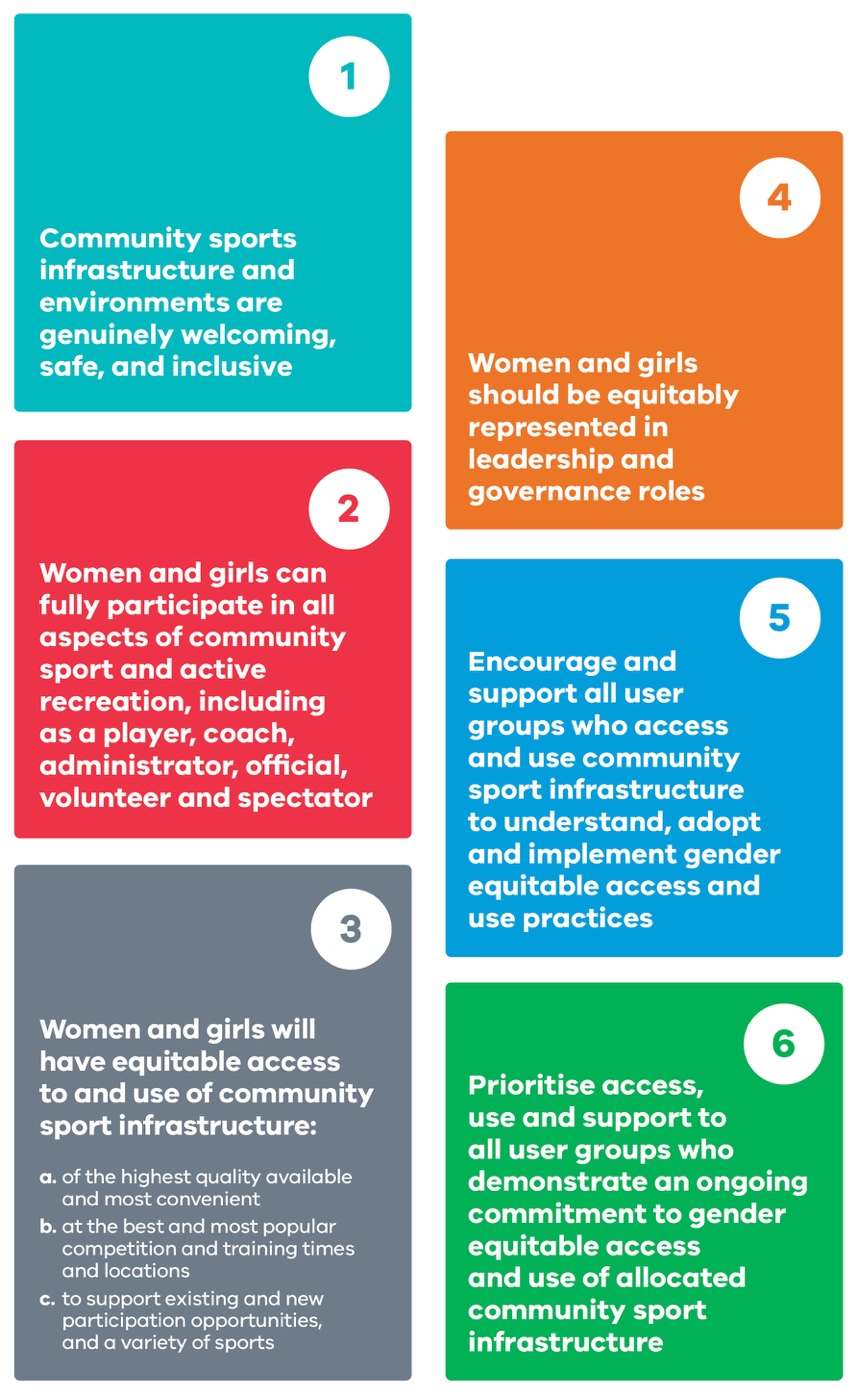 1
Community sports
infrastructure and
environments are
genuinely welcoming,
safe, and inclusive
2
Women and girls can
fully participate in all
aspects of community
sport and active
recreation, including
as a player, coach,
administrator, official,
volunteer and spectator
3
Women and girls will
have equitable access
to and use of community
sport infrastructure:
a. of the highest quality available
and most convenient
b. at the best and most popular
competition and training times
and locations
c. to support existing and new
participation opportunities,
and a variety of sports
4
Women and girls
should be equitably
represented in
leadership and
governance roles
5
Encourage and
support all user
groups who access
and use community
sport infrastructure
to understand, adopt
and implement gender
equitable access and
use practices
6
Prioritise access,
use and support to
all user groups who
demonstrate an ongoing
commitment to gender
equitable access
and use of allocated
community sport
infrastructure